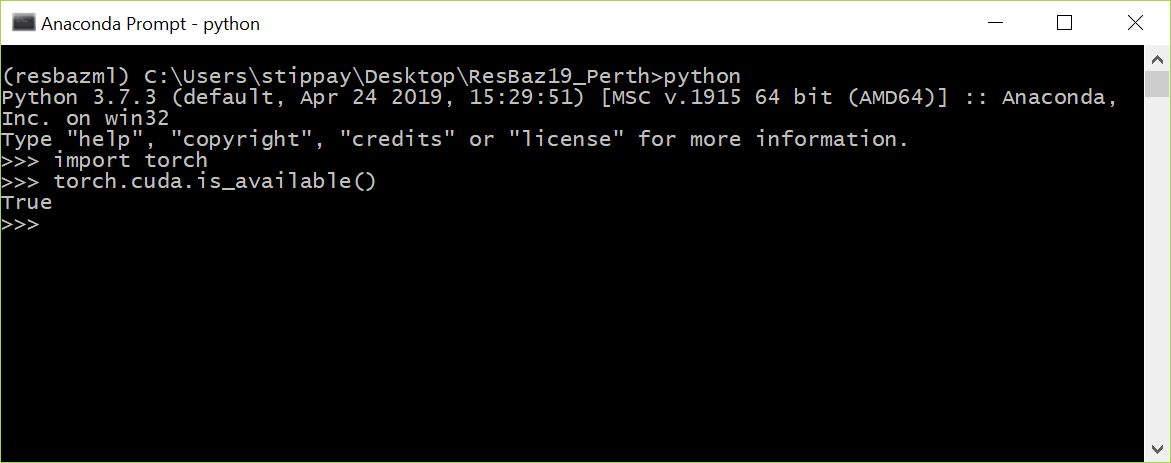 Anaconda Prompt - python
(resbazml) C:\Users\stippay\Desktop\ResBaz19_Perth>python
Python 3.7.3 (default, Apr 24 2019, 15:29:51) [MSC v.1915 64 bit (AMD64)] :: Anaconda,
Inc. on win32
Type "help", "copyright", "credits" or "license" for more information.
>>> import torch
>>> torch.cuda.is_available()
True
>>>